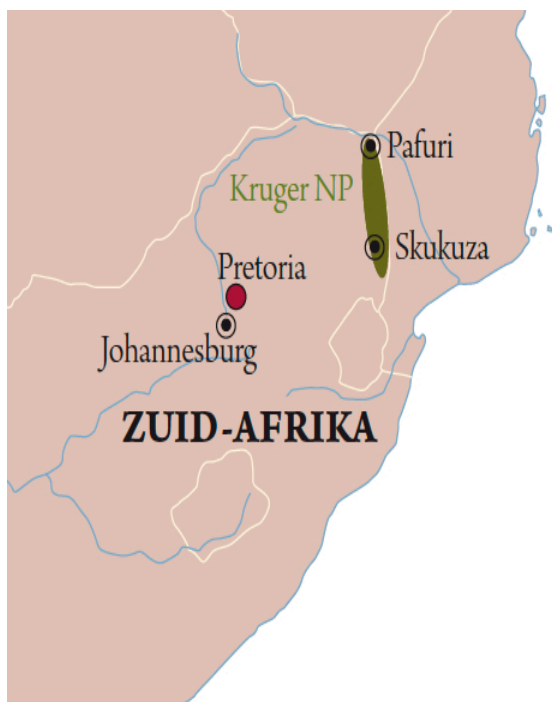 Pafuri
Kruger NP
Skukuza
Pretoria
Johannesburg
ZUID-AFRIKA